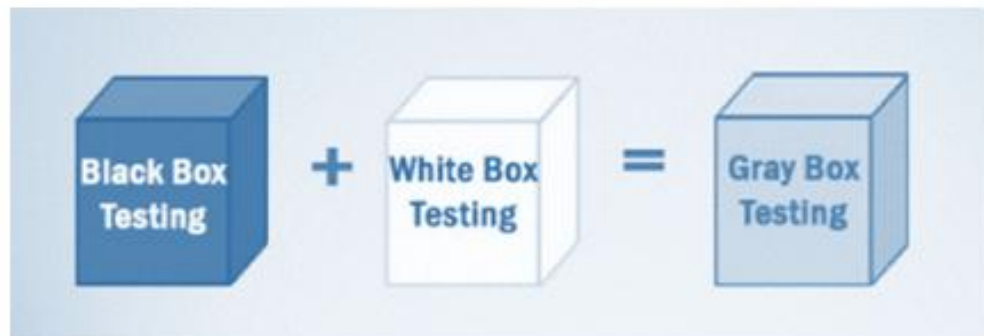 Black Box
Testing
+
White Box
Testing
=
Gray Box
Testing